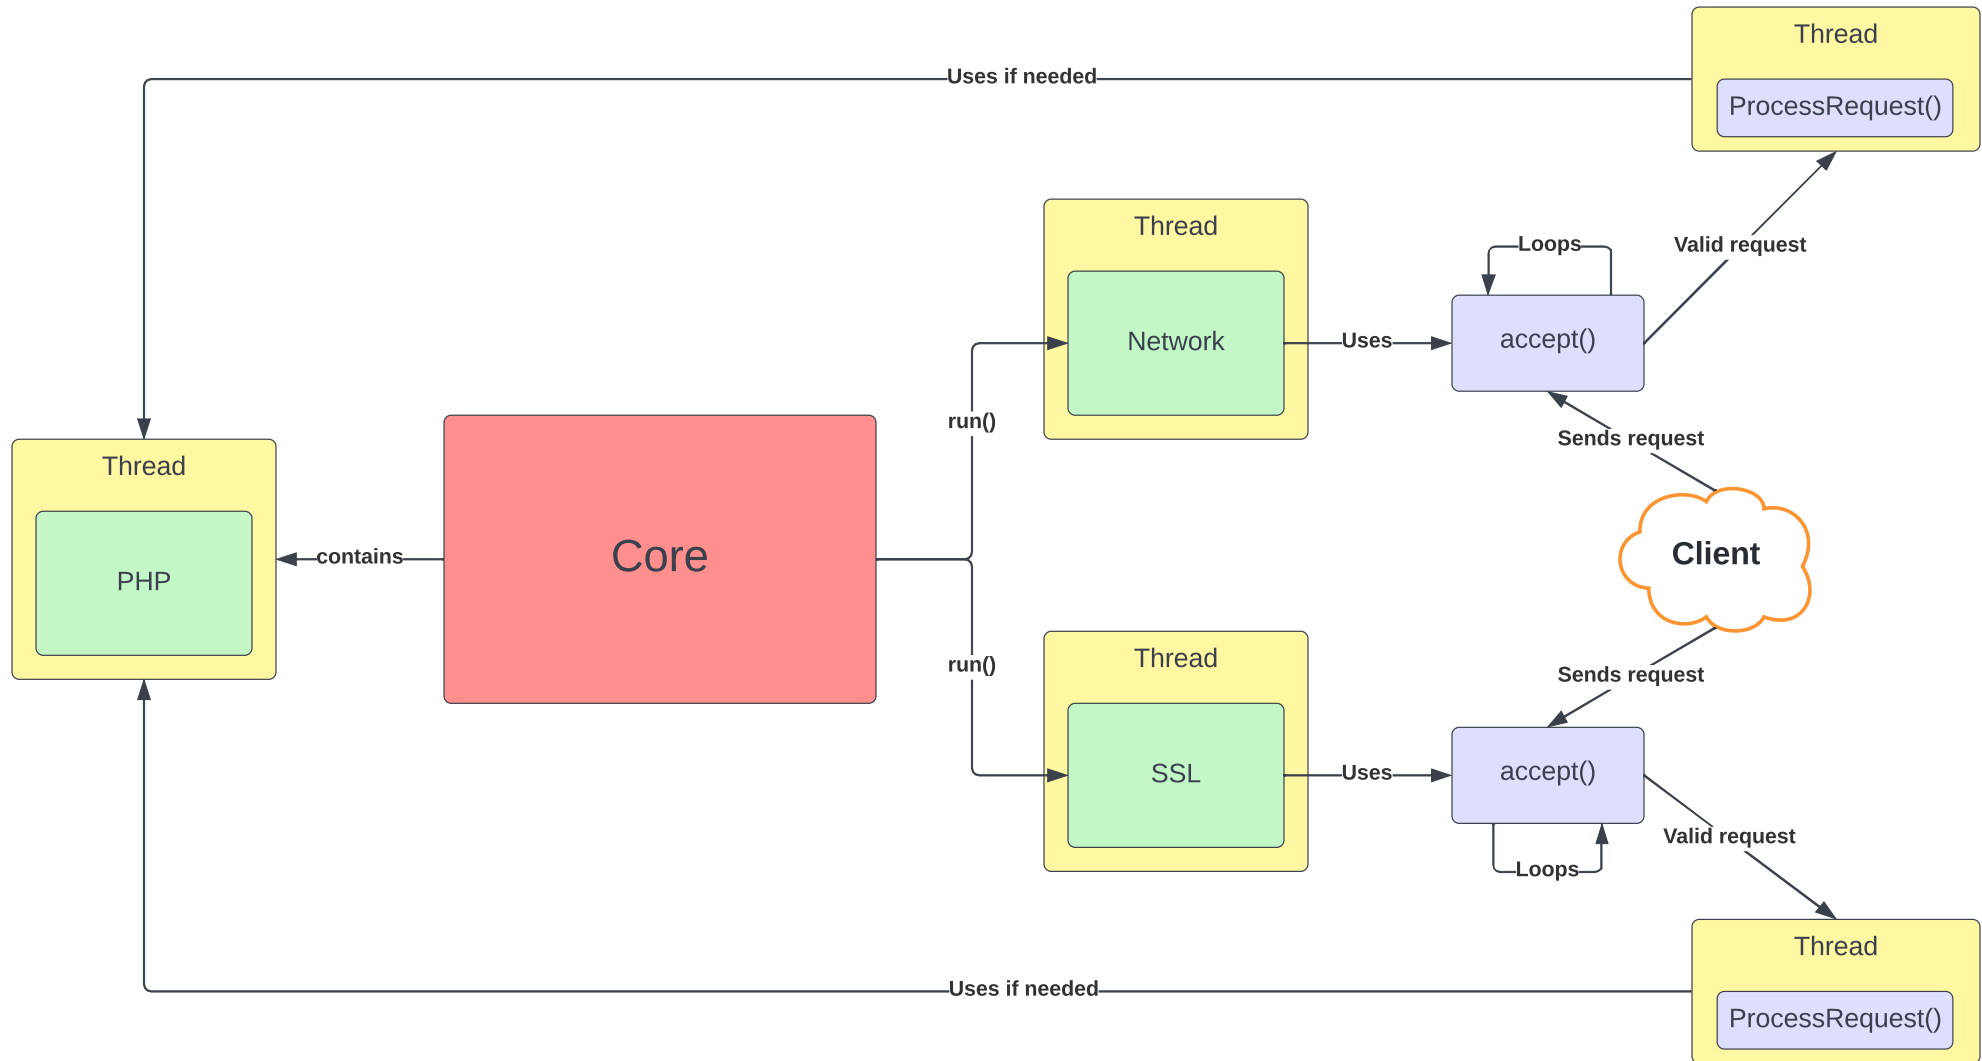 Thread
Uses if needed
ProcessRequest()
Thread
Loops
Valid request
Network
Uses
accept()
run()
Sends request
Thread
PHP
contains
Core
Client
run()
Thread
Sends request
SSL
Uses
accept()
Loops
Valid request
Thread
Uses if needed
ProcessRequest()